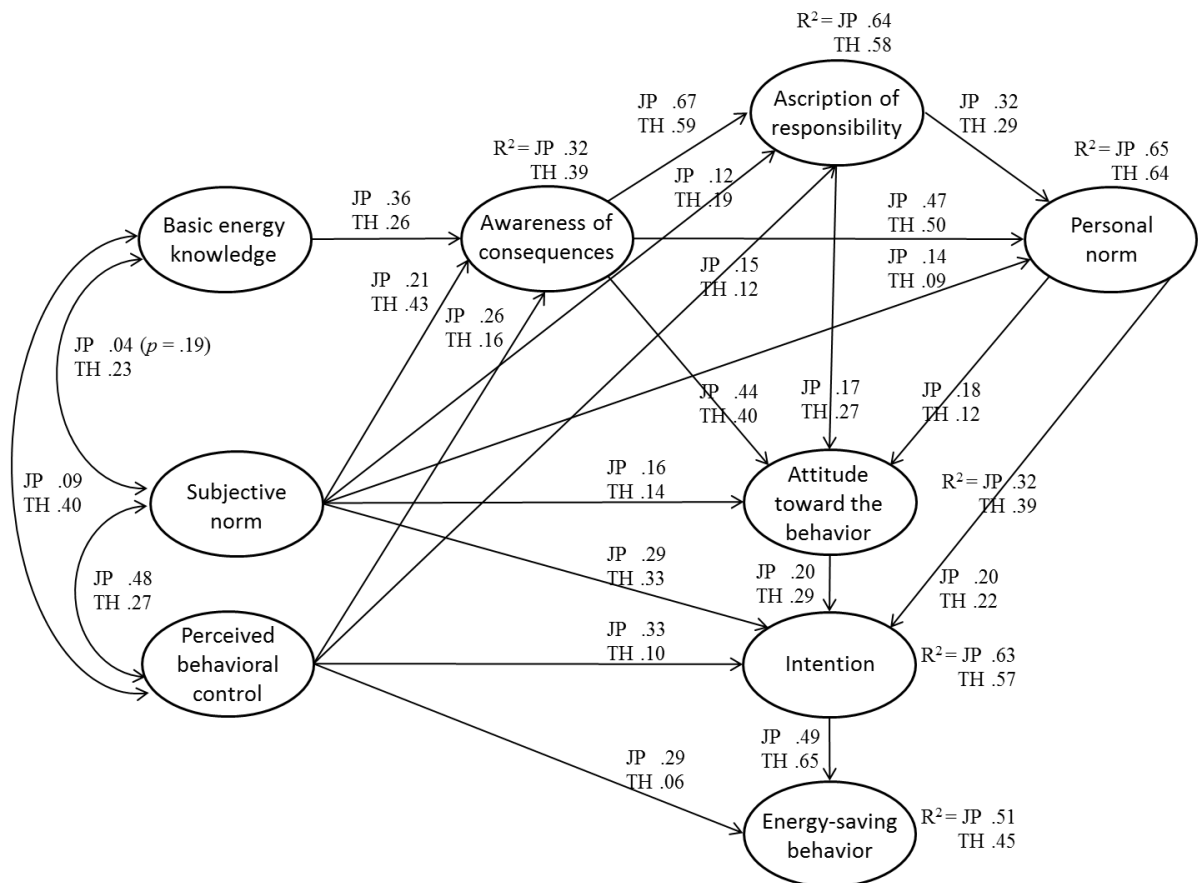 R² = JP .64
TH .58
Ascription of
responsibility
JP .67
TH .59
JP .32
TH .29
R² = JP .32
TH .39
R² = JP .65
TH .64
JP .12
TH .19
Basic energy
knowledge
JP .36
TH .26
Awareness of
consequences
JP .47
TH .50
Personal
norm
JP .21
TH .43
JP .15
TH .12
JP .14
TH .09
JP .26
TH .16
JP .04 (p = .19)
TH .23
JP .44
TH .40
JP .17
TH .27
JP .18
TH .12
JP .09
TH .40
Subjective
norm
JP .16
TH .14
Attitude
toward the
behavior
R² = JP .32
TH .39
JP .48
TH .27
JP .29
TH .33
JP .20
TH .29
JP .20
TH .22
Perceived
behavioral
control
JP .33
TH .10
Intention
R² = JP .63
TH .57
JP .29
TH .06
JP .49
TH .65
Energy-saving
behavior
R² = JP .51
TH .45